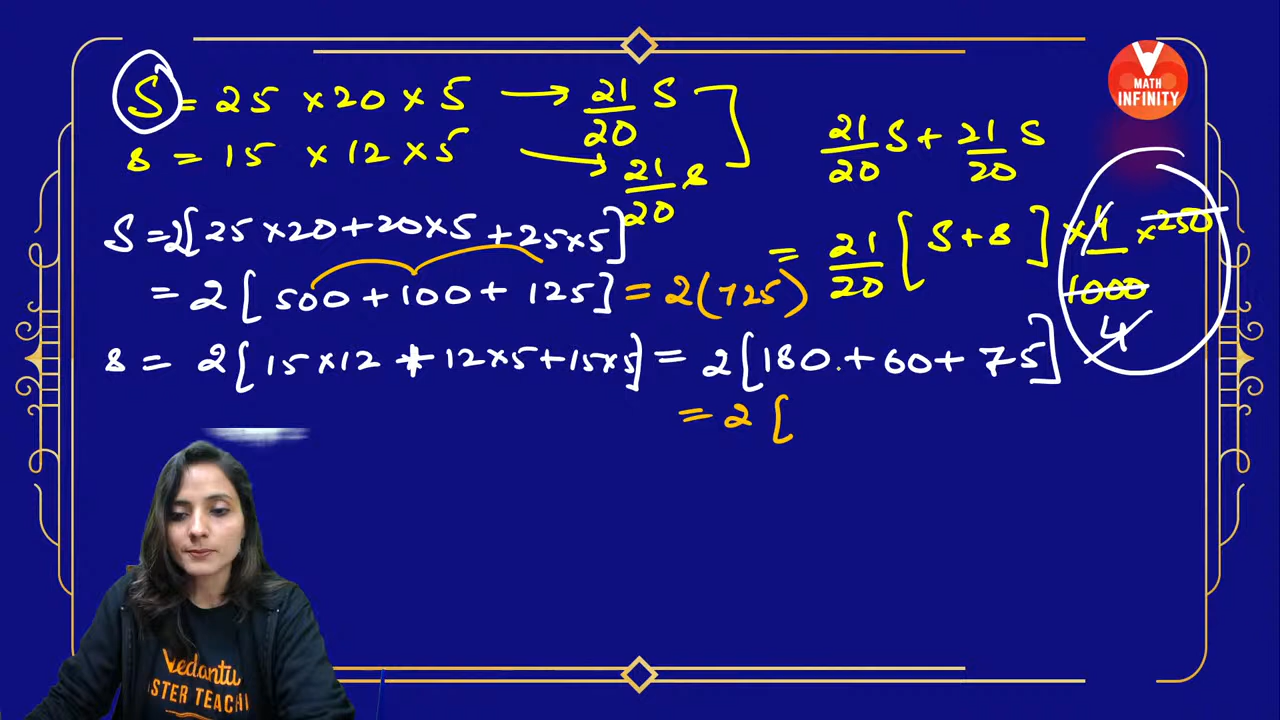 S = 25 × 20 × 5 → 21/20 S
s = 15 × 12 × 5 → 21/20 s
21/20 S + 21/20 S
S = 2[25×20+20×5+25×5]
= 21/20 [S+s] × 1/1000 × 250
4
= 2[500+100+125] = 2(725)
s = 2[15×12 + 12×5+15×5] = 2[180.+60+75]
= 2[
MATH
INFINITY
Vedantu
STER TEACH